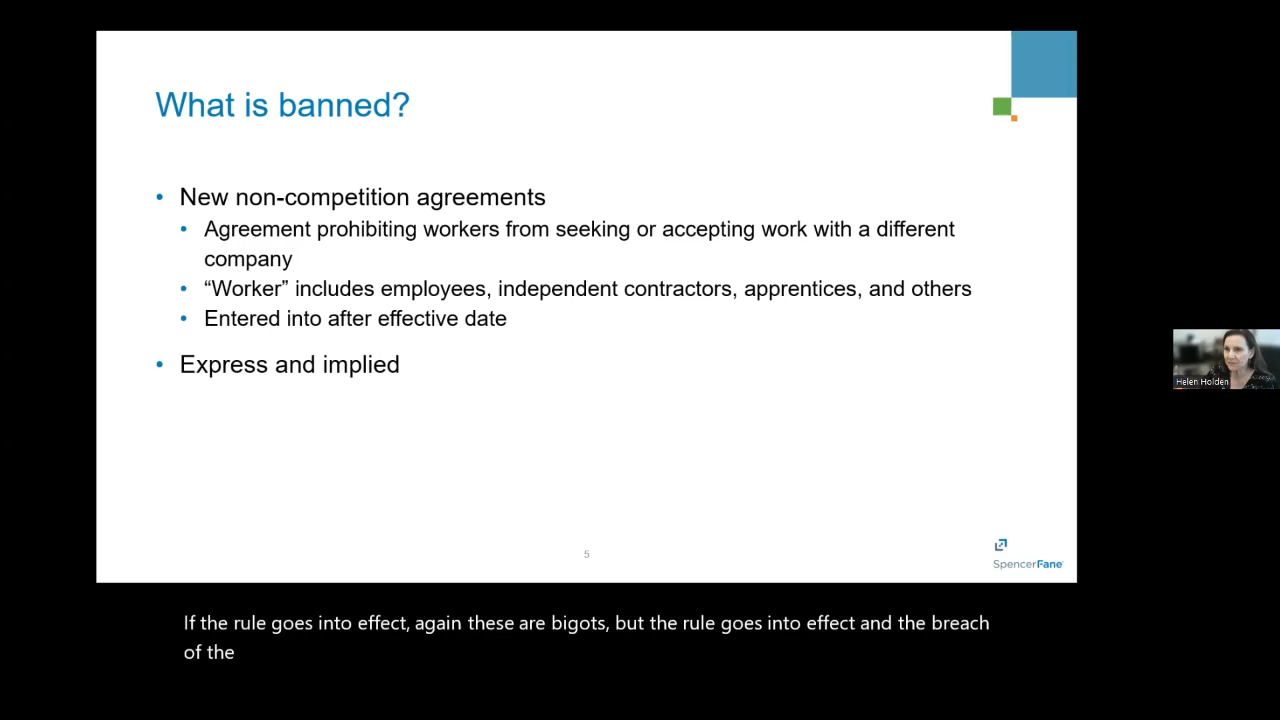 What is banned?
• New non-competition agreements
• Agreement prohibiting workers from seeking or accepting work with a different
company
• “Worker” includes employees, independent contractors, apprentices, and others
• Entered into after effective date
• Express and implied
Helen Holden
5
SpencerFane
If the rule goes into effect, again these are bigots, but the rule goes into effect and the breach
of the